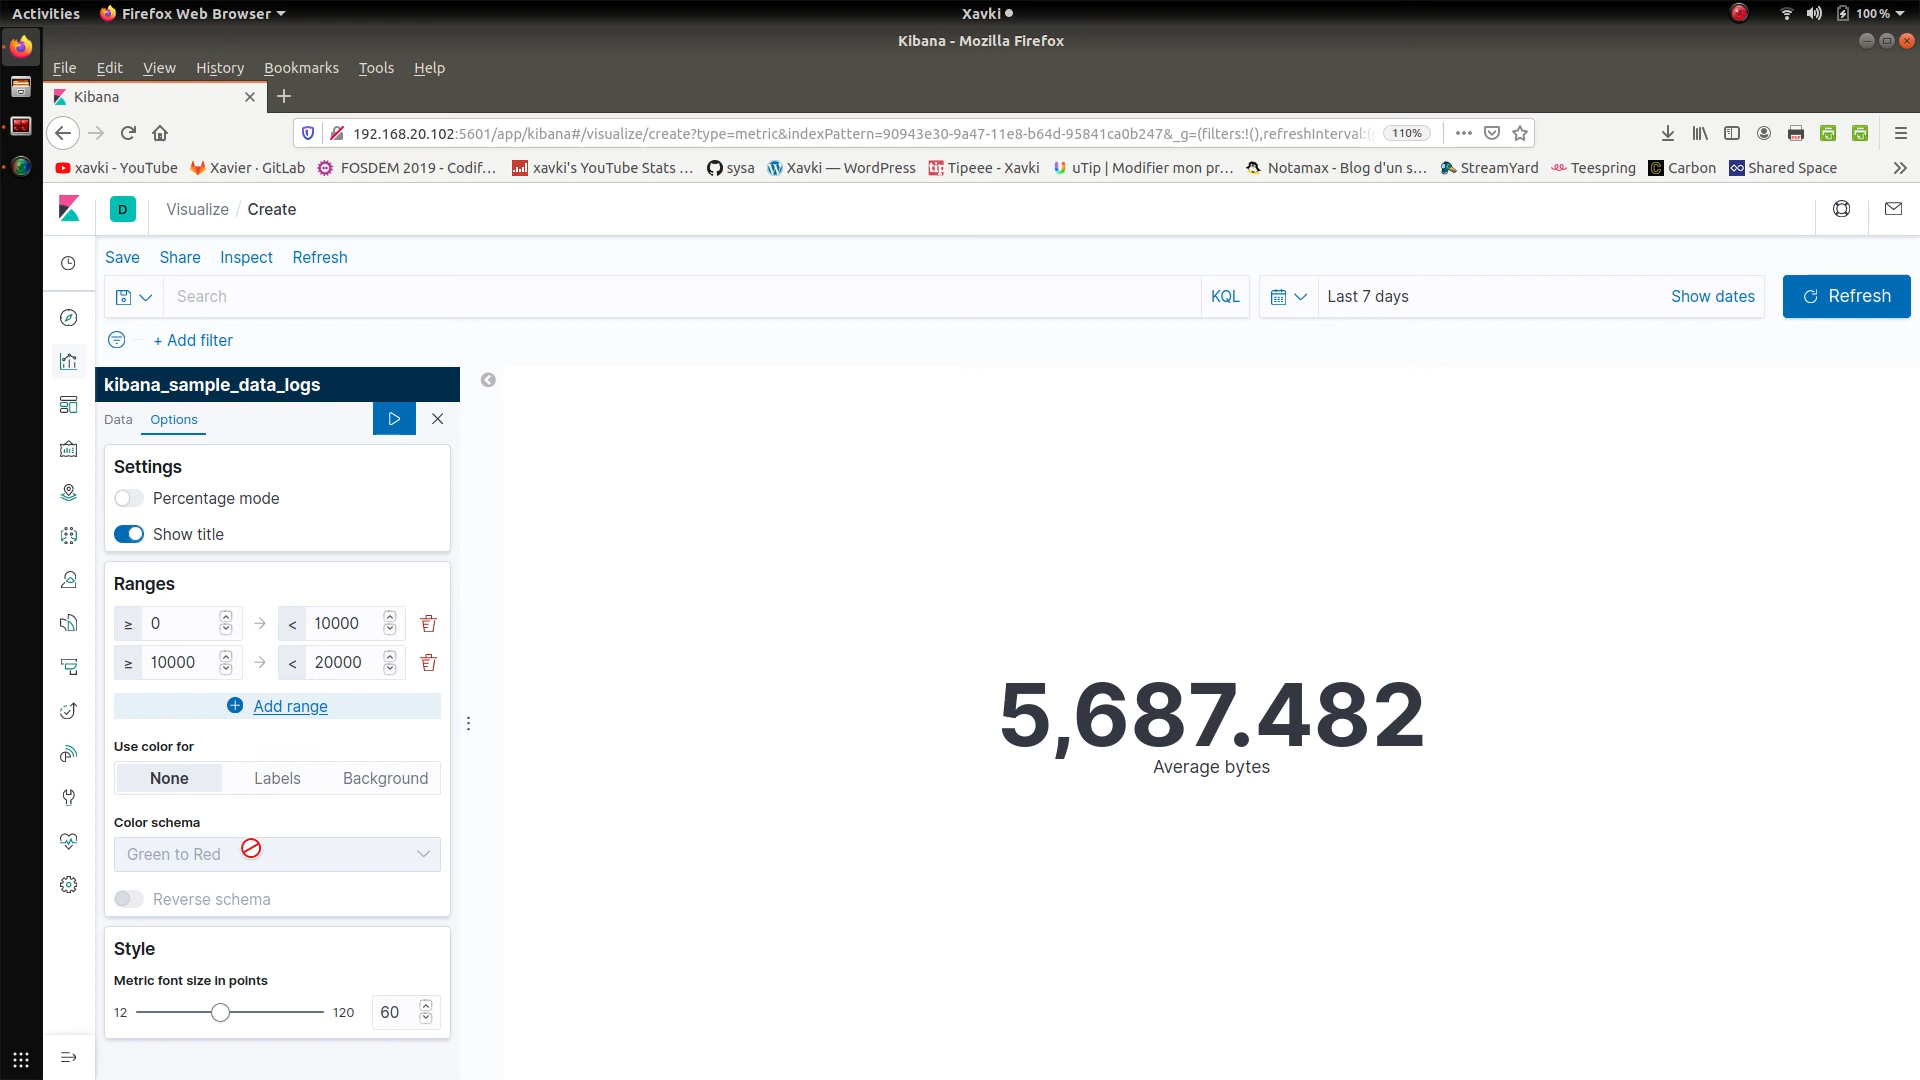 Activities
Firefox Web Browser
Xavki
100 %
Kibana - Mozilla Firefox
File Edit View History Bookmarks Tools Help
Kibana
192.168.20.102:5601/app/kibana#/visualize/create?type=metric&indexPattern=90943e30-9a47-11e8-b64d-95841ca0b247&_g=(filters:!(),refreshInterval:(
110%
xavki - YouTube
Xavier · GitLab
FOSDEM 2019 - Codif…
xavki's YouTube Stats …
sysa
Xavki — WordPress
Tipeee - Xavki
uTip | Modifier mon pr…
Notamax - Blog d'un s…
StreamYard
Teespring
Carbon
Shared Space
D
Visualize / Create
Save Share Inspect Refresh
Search
KQL
Last 7 days
Show dates
Refresh
+ Add filter
kibana_sample_data_logs
Data Options
Settings
Percentage mode
Show title
Ranges
≥ 0 → < 10000
≥ 10000 → < 20000
Add range
Use color for
None Labels Background
Color schema
Green to Red
Reverse schema
Style
Metric font size in points
12 120 60
5,687.482
Average bytes